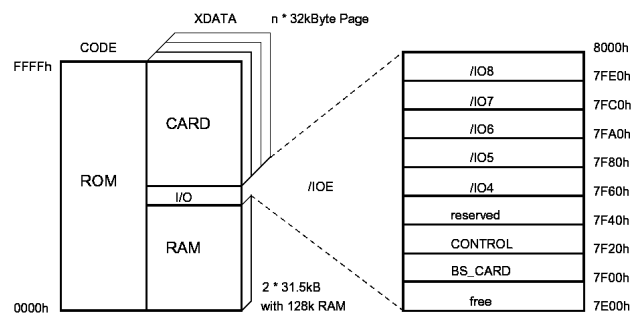 XDATA n * 32kByte Page
CODE
8000h
FFFFh
/IO8
7FE0h
/IO7
7FC0h
CARD
/IO6
7FA0h
/IO5
7F80h
ROM
/IOE
/IO4
7F60h
I/O
reserved
7F40h
RAM
CONTROL
7F20h
BS_CARD
7F00h
2 * 31.5kB
with 128k RAM
free
0000h
7E00h